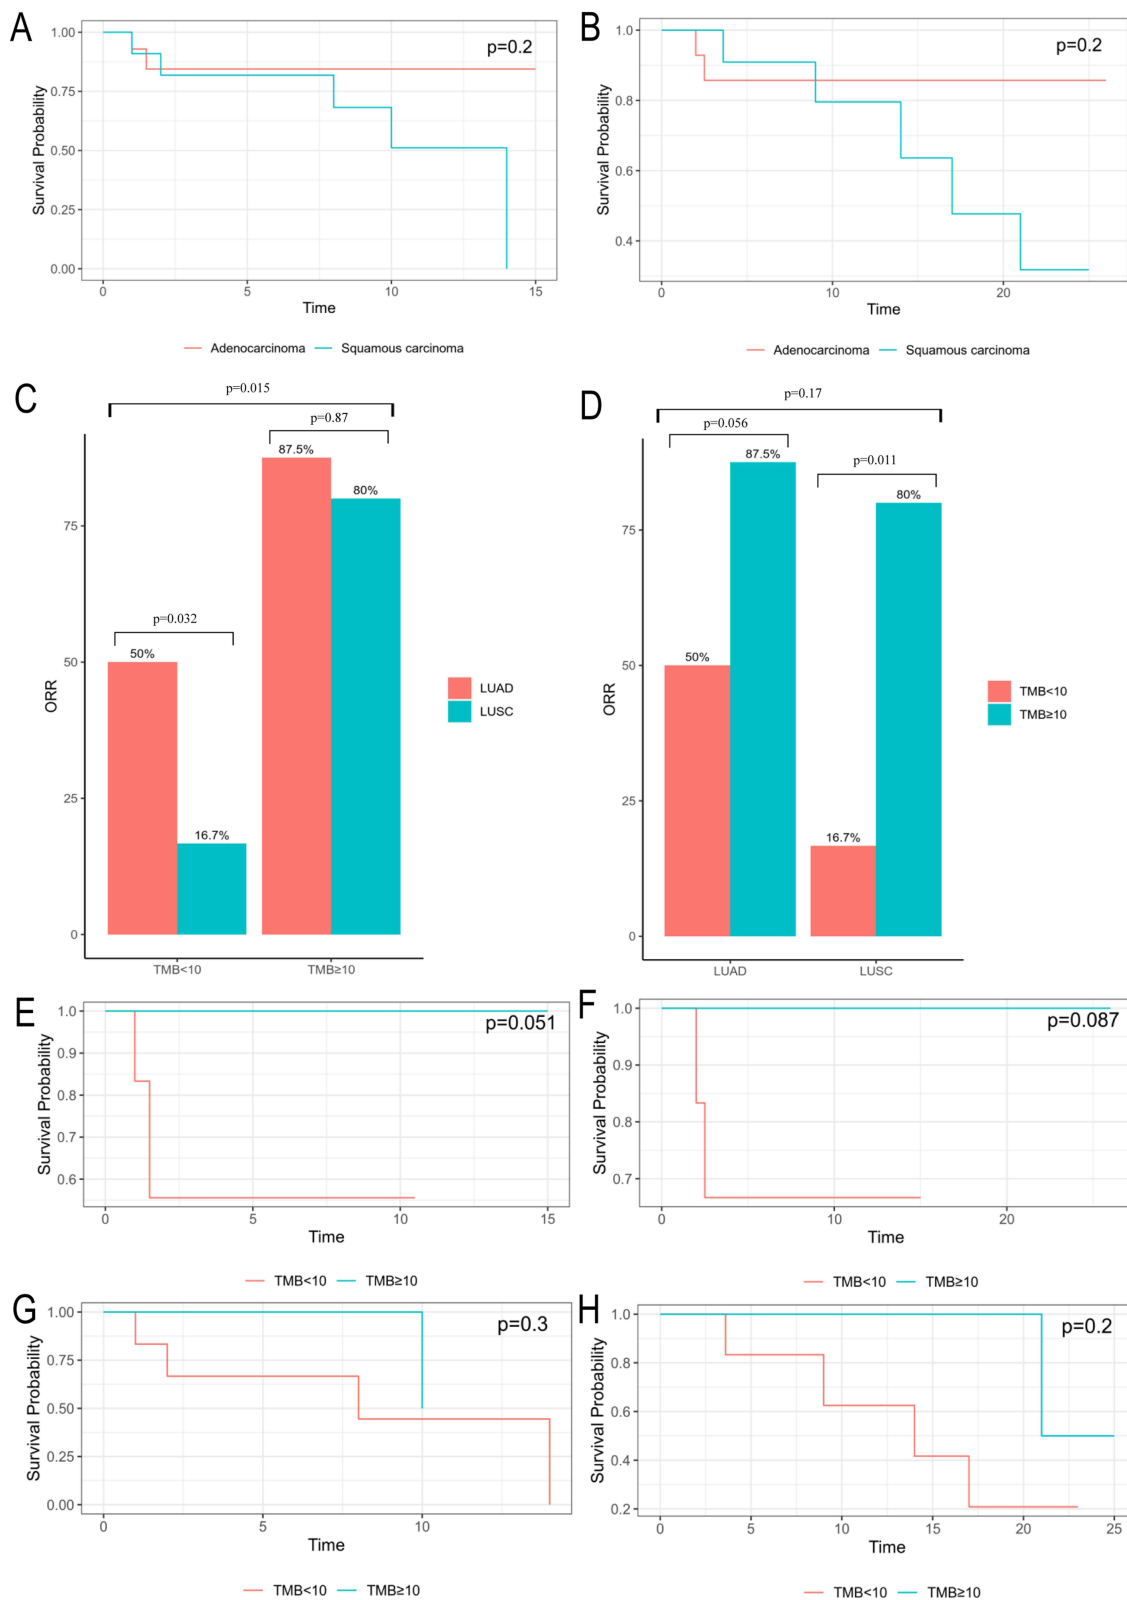 A
1.00
0.75
0.50
0.25
0.00
Survival Probability
p=0.2
0 5 10 15
Time
Adenocarcinoma Squamous carcinoma
B
1.0
0.8
0.6
0.4
Survival Probability
p=0.2
0 10 20
Time
Adenocarcinoma Squamous carcinoma
C
p=0.015
p=0.87
87.5%
80%
p=0.032
50%
16.7%
75
50
25
0
ORR
TMB<10 TMB≥10
LUAD
LUSC
D
p=0.17
p=0.056
87.5%
p=0.011
80%
50%
16.7%
75
50
25
0
ORR
LUAD LUSC
TMB<10
TMB≥10
E
1.0
0.9
0.8
0.7
0.6
Survival Probability
p=0.051
0 5 10 15
Time
TMB<10 TMB≥10
F
1.0
0.9
0.8
0.7
Survival Probability
p=0.087
0 10 20
Time
TMB<10 TMB≥10
G
1.00
0.75
0.50
0.25
0.00
Survival Probability
p=0.3
0 5 10
Time
TMB<10 TMB≥10
H
1.0
0.8
0.6
0.4
0.2
Survival Probability
p=0.2
0 5 10 15 20 25
Time
TMB<10 TMB≥10